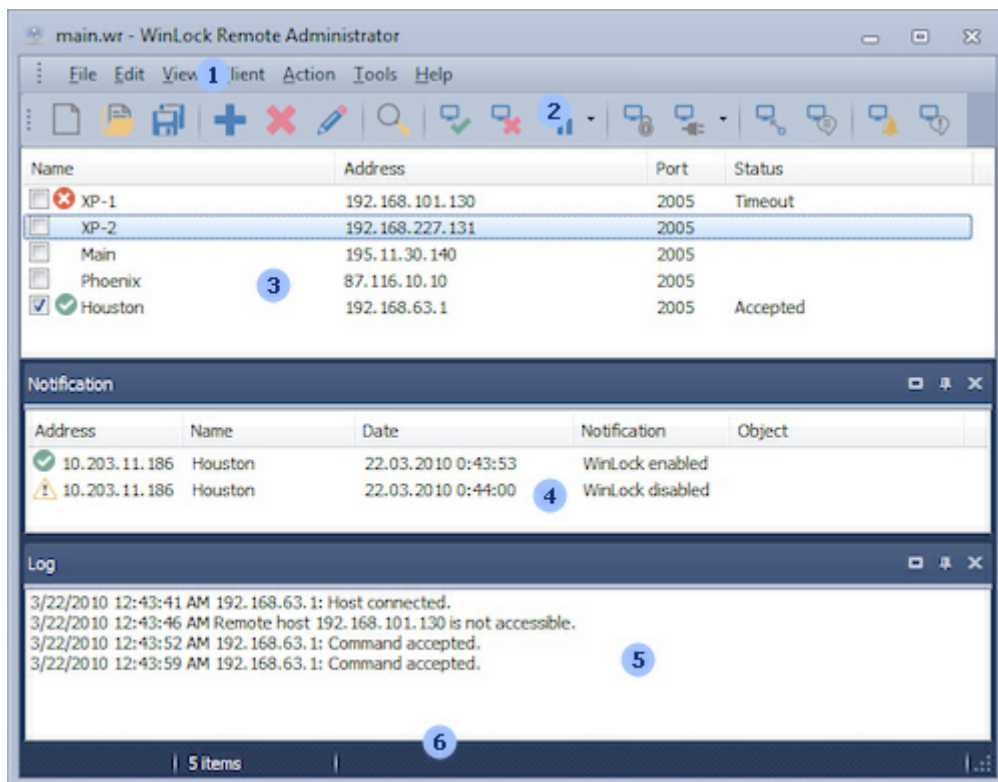 main.wr - WinLock Remote Administrator
File Edit View 1 lient Action Tools Help
2
Name Address Port Status
XP-1 192.168.101.130 2005 Timeout
XP-2 192.168.227.131 2005
Main 195.11.30.140 2005
Phoenix 87.116.10.10 2005
3
Houston 192.168.63.1 2005 Accepted
Notification
Address Name Date Notification Object
10.203.11.186 Houston 22.03.2010 0:43:53 WinLock enabled
10.203.11.186 Houston 22.03.2010 0:44:00 WinLock disabled
4
Log
3/22/2010 12:43:41 AM 192.168.63.1: Host connected.
3/22/2010 12:43:46 AM Remote host 192.168.101.130 is not accessible.
3/22/2010 12:43:52 AM 192.168.63.1: Command accepted.
3/22/2010 12:43:59 AM 192.168.63.1: Command accepted.
5
6
5 items